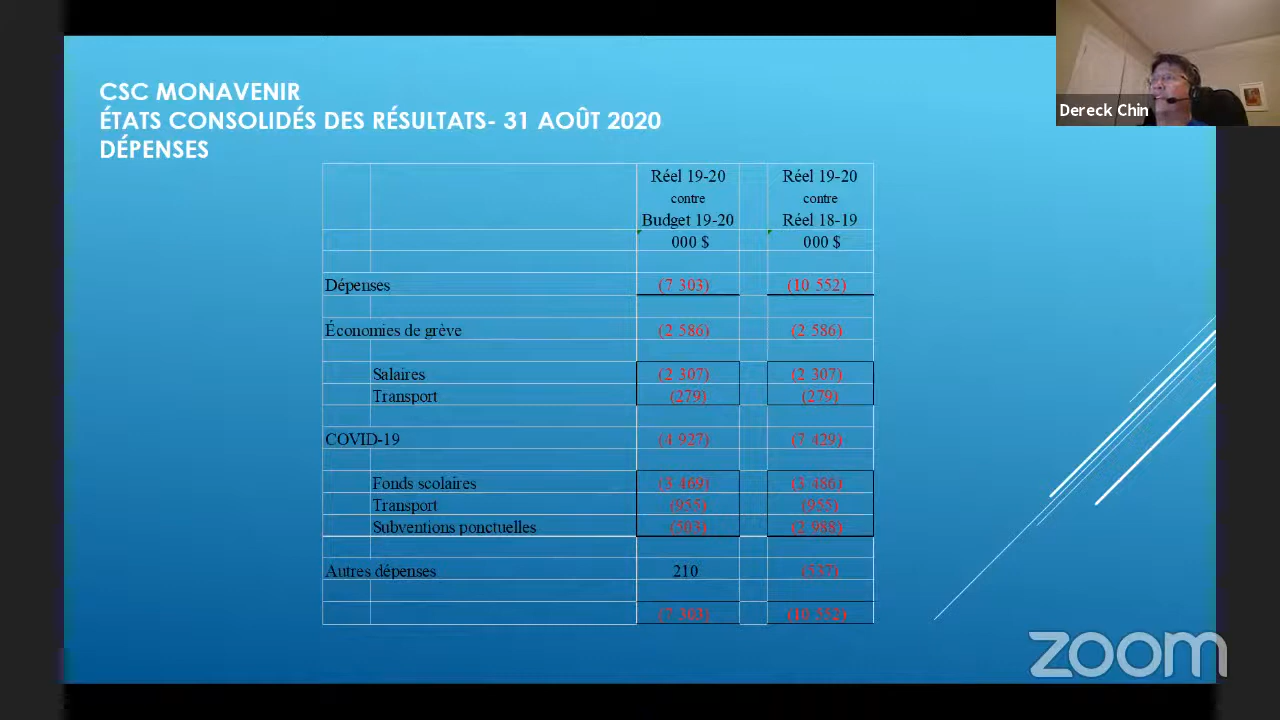 CSC MONAVENIR
ÉTATS CONSOLIDÉS DES RÉSULTATS- 31 AOÛT 2020
DÉPENSES
Dereck Chin
Réel 19-20 Réel 19-20
contre contre
Budget 19-20 Réel 18-19
000 $ 000 $
Dépenses (7 303) (10 552)
Économies de grève (2 586) (2 586)
Salaires (2 307) (2 307)
Transport (279) (279)
COVID-19 (4 927) (7 429)
Fonds scolaires (3 469) (3 486)
Transport (955) (955)
Subventions ponctuelles (503) (2 988)
Autres dépenses 210 (537)
(7 303) (10 552)
zoom